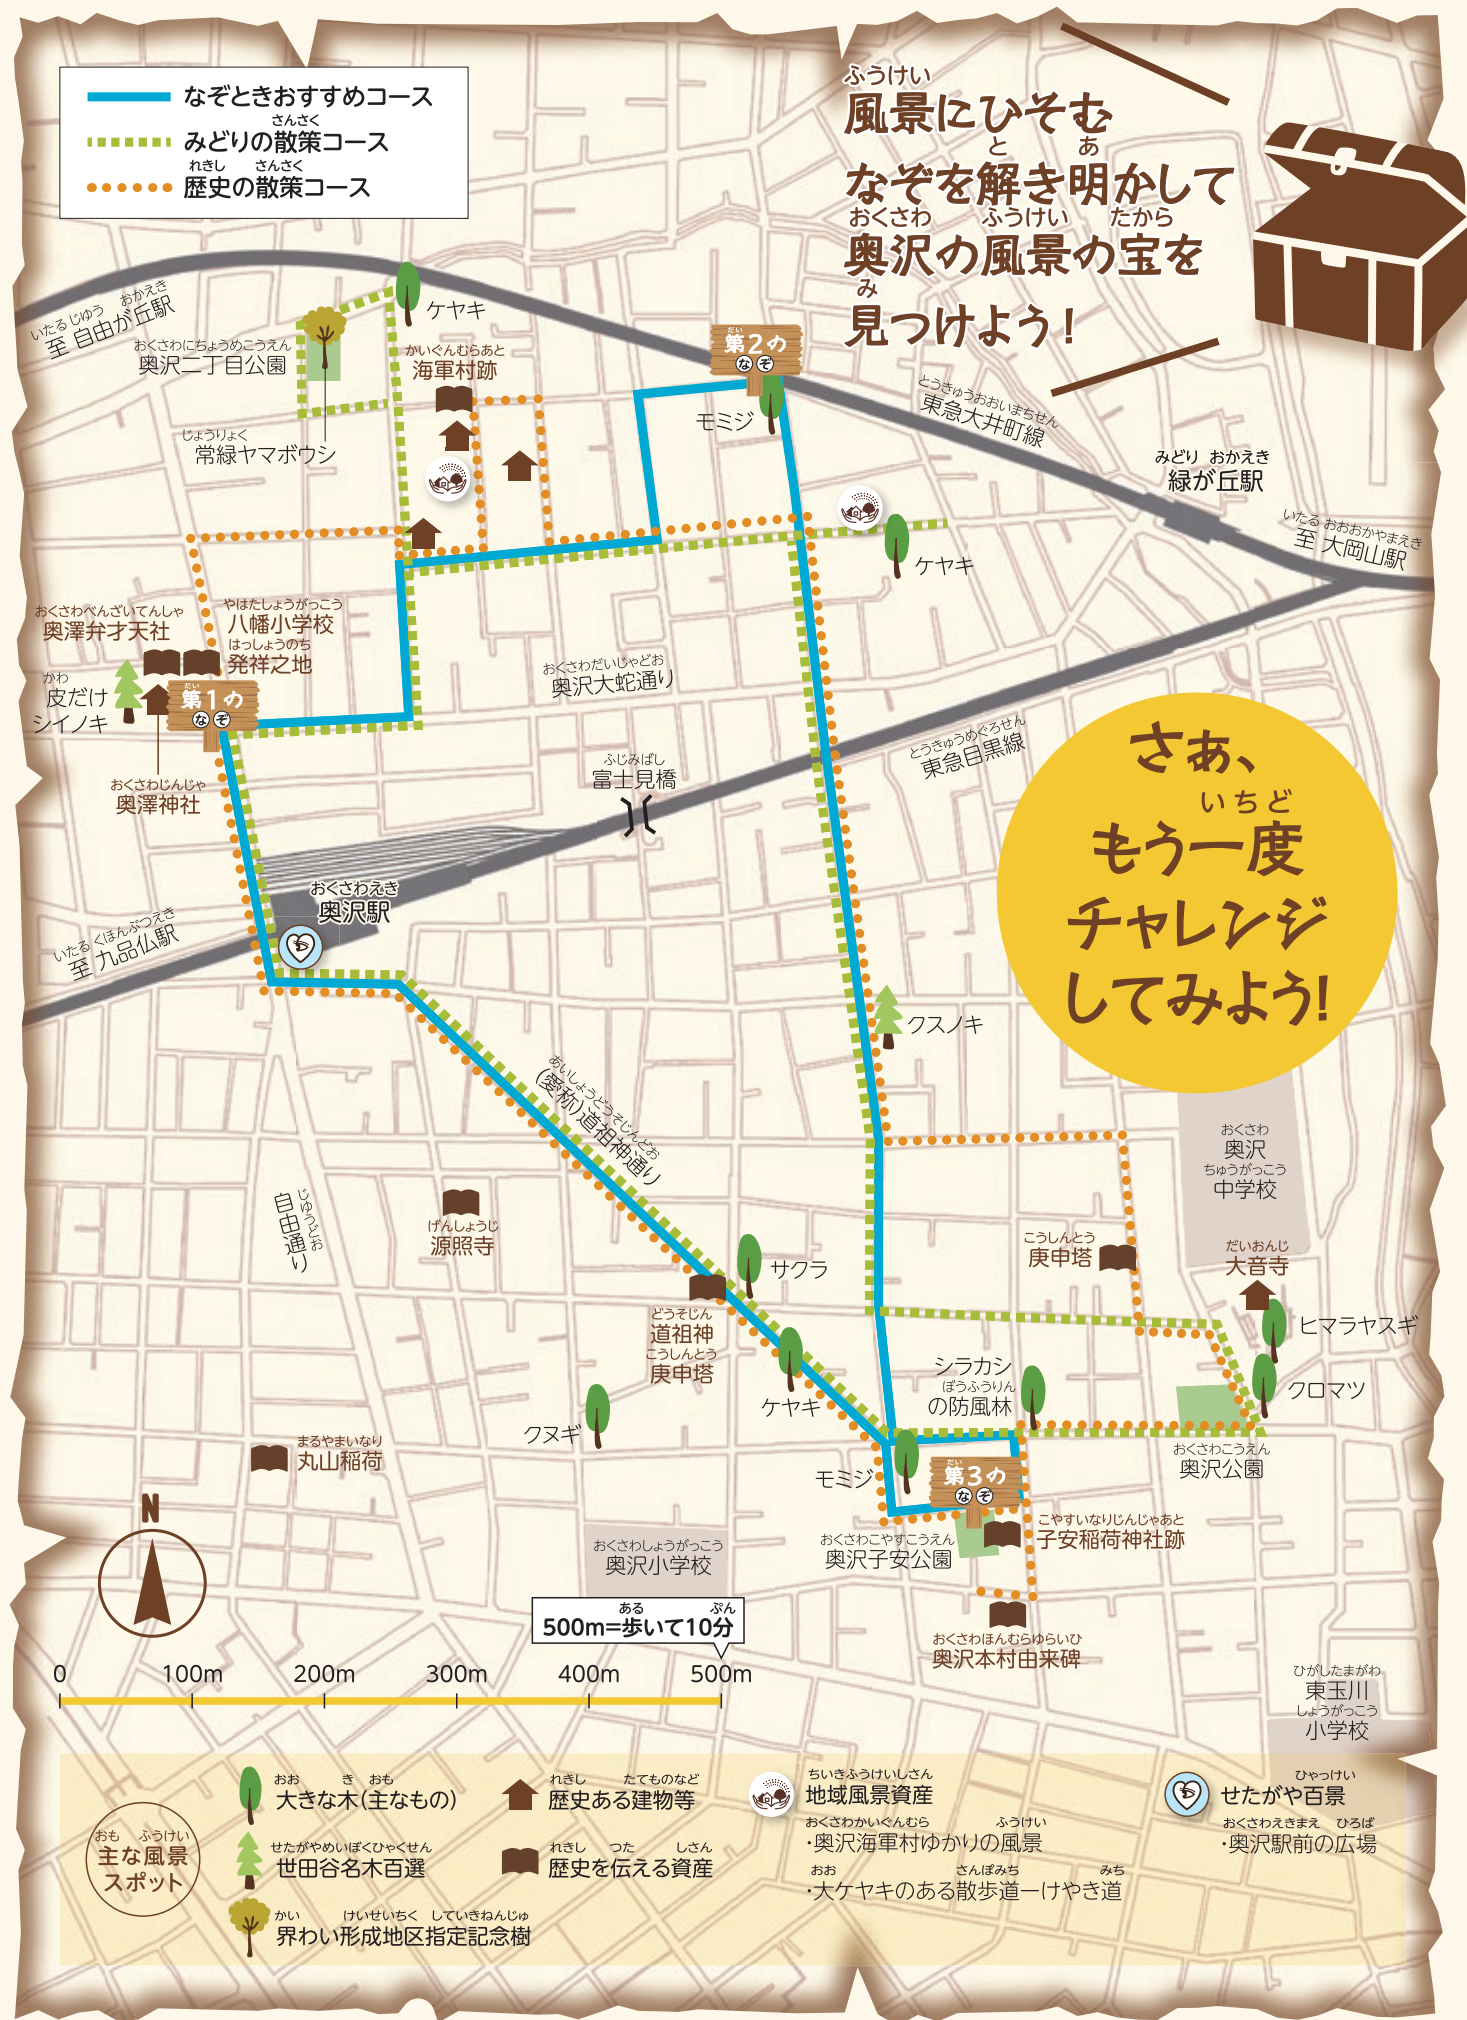 なぞときおすすめコース
さんさく
みどりの散策コース
れきし さんさく
歴史の散策コース
ふうけい
風景にひそむ
と あ
なぞを解き明かして
おくさわ ふうけい たから
奥沢の風景の宝を
み
見つけよう！
いたる じゆう おかえき
至 自由が丘駅
おくさわにちょうめこうえん
奥沢二丁目公園
ケヤキ
かいぐんむらあと
海軍村跡
じょうりょく
常緑ヤマボウシ
だい
第2の
なぞ
モミジ
とうきゅうおおいまちせん
東急大井町線
みどり おかえき
緑が丘駅
いたる おおおかやまえき
至 大岡山駅
ケヤキ
おくさわべんざいてんしゃ
奥澤弁才天社
やはたしょうがっこう
八幡小学校
はっしょうのち
発祥之地
かわ
皮だけ
シイノキ
だい
第1の
なぞ
おくさわじんじゃ
奥澤神社
おくさわだいじゃどお
奥沢大蛇通り
ふじみばし
富士見橋
とうきゅうめぐろせん
東急目黒線
さぁ、
いちど
もう一度
チャレンジ
してみよう！
おくさわえき
奥沢駅
いたる くほんぶつえき
至 九品仏駅
クスノキ
あいしょうどうそじんどお
(愛称)道祖神通り
おくさわ
奥沢
ちゅうがっこう
中学校
じゆうどお
自由通り
げんしょうじ
源照寺
サクラ
こうしんとう
庚申塔
だいおんじ
大音寺
ヒマラヤスギ
どうそじん
道祖神
こうしんとう
庚申塔
ケヤキ
シラカシ
ぼうふうりん
の防風林
クロマツ
クヌギ
まるやまいなり
丸山稲荷
おくさわこうえん
奥沢公園
モミジ
だい
第3の
なぞ
おくさわこやすこうえん
奥沢子安公園
こやすいなりじんじゃあと
子安稲荷神社跡
おくさわしょうがっこう
奥沢小学校
N
ある ぷん
500m=歩いて10分
おくさわほんむらゆらいひ
奥沢本村由来碑
0 100m 200m 300m 400m 500m
ひがしたまがわ
東玉川
しょうがっこう
小学校
おも ふうけい
主な風景
スポット
おお き おも
大きな木(主なもの)
せたがやめいぼくひゃくせん
世田谷名木百選
かい けいせいちく していきねんじゅ
界わい形成地区指定記念樹
れきし たてものなど
歴史ある建物等
れきし つた しさん
歴史を伝える資産
ちいきふうけいしさん
地域風景資産
おくさわかいぐんむら ふうけい
・奥沢海軍村ゆかりの風景
おお さんぽみち みち
・大ケヤキのある散歩道―けやき道
ひゃっけい
せたがや百景
おくさわえきまえ ひろば
・奥沢駅前の広場